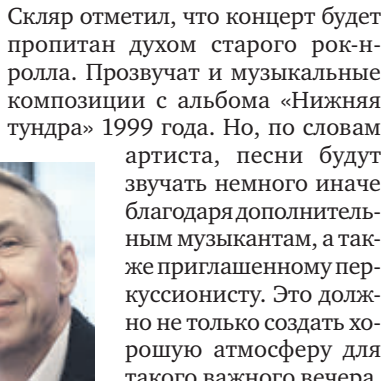 Скляр отметил, что концерт будет
пропитан духом старого рок-н-
ролла. Прозвучат и музыкальные
композиции с альбома «Нижняя
тундра» 1999 года. Но, по словам
артиста, песни будут
звучать немного иначе
благодаря дополнитель-
ным музыкантам, а так-
же приглашенному пер-
куссионисту. Это долж-
но не только создать хо-
рошую атмосферу для
такого важного вечера,